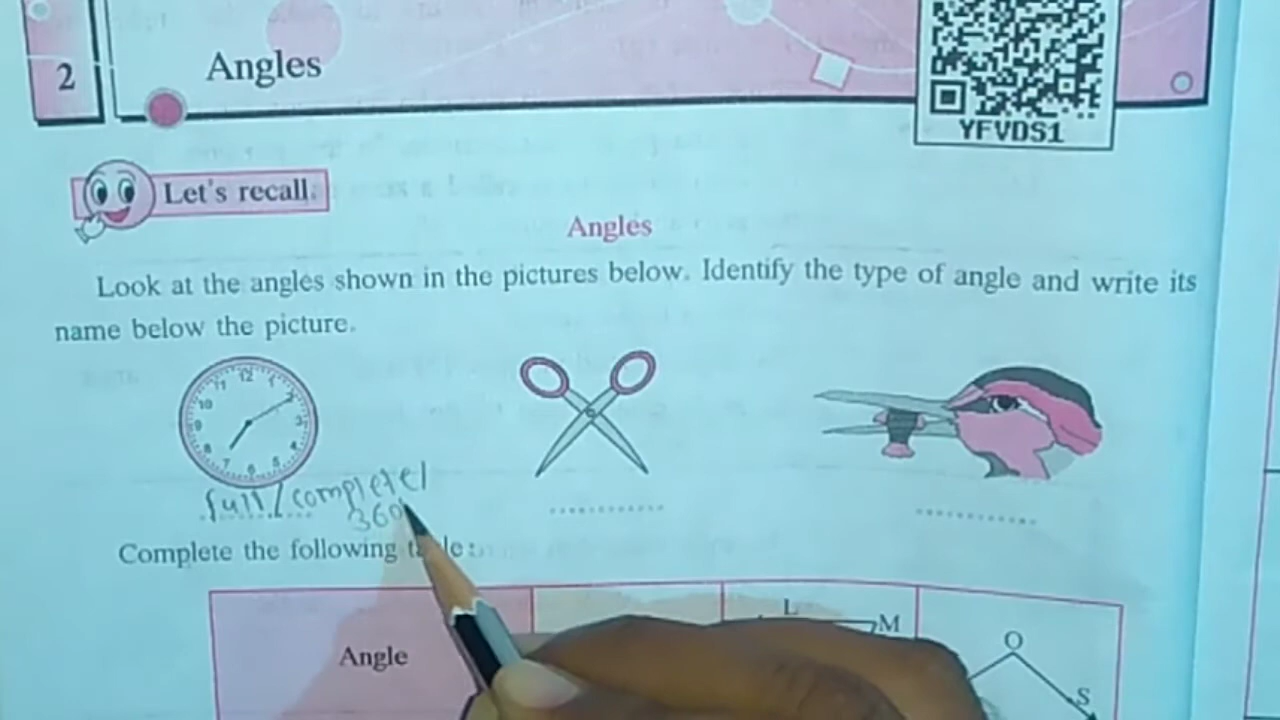 2
Angles
YFVDS1
Let's recall.
Angles
Look at the angles shown in the pictures below. Identify the type of angle and write its
name below the picture.
full/complete/
360
Complete the following
Angle
L
M
O
S